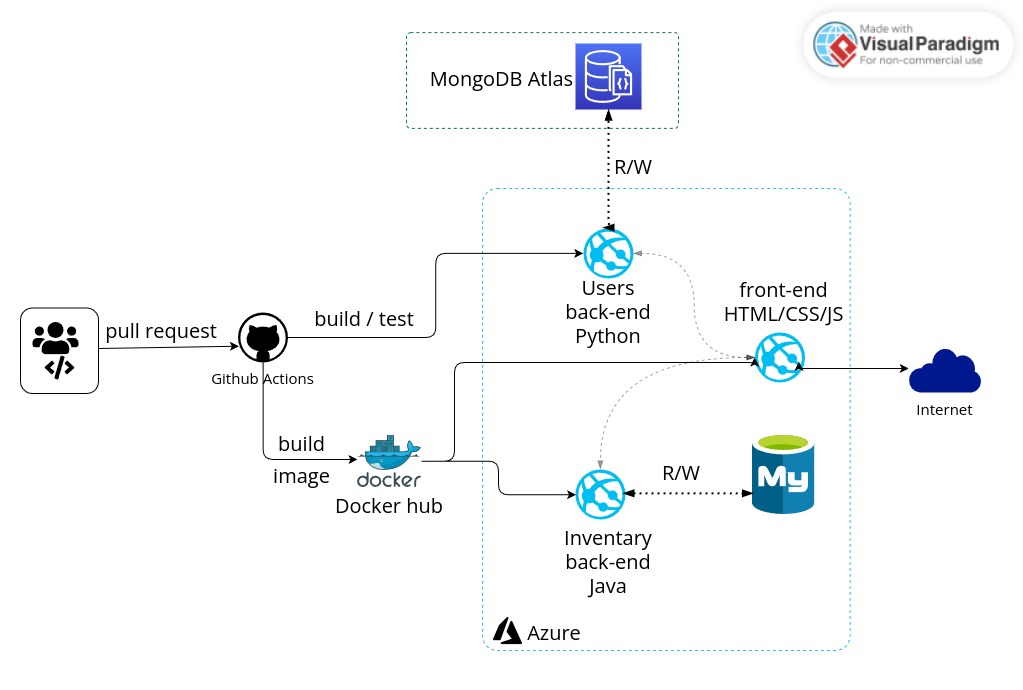 Made with
Visual Paradigm
For non-commercial use
MongoDB Atlas
R/W
Users
back-end
Python
front-end
HTML/CSS/JS
pull request
build / test
Github Actions
Internet
build
image
docker
Docker hub
R/W
My
Inventary
back-end
Java
Azure